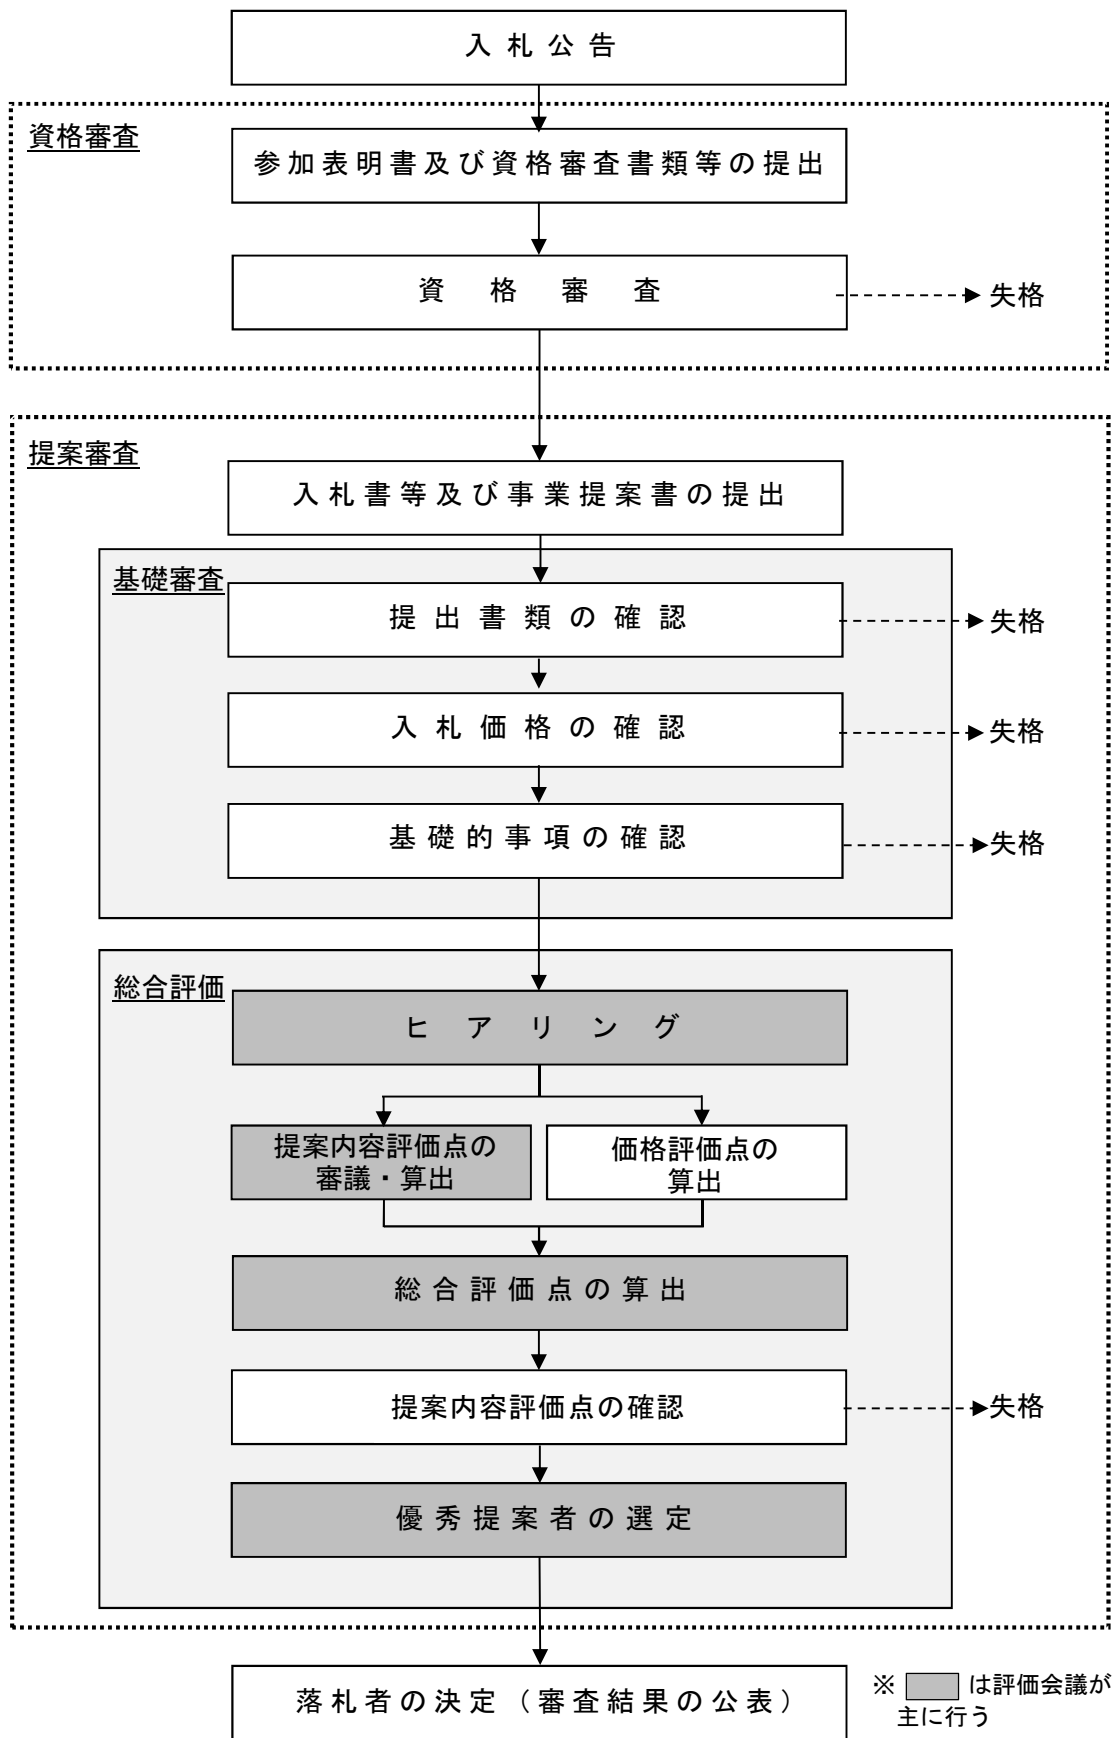 入札公告
資格審査
参加表明書及び資格審査書類等の提出
資格審査
失格
提案審査
入札書等及び事業提案書の提出
基礎審査
提出書類の確認
失格
入札価格の確認
失格
基礎的事項の確認
失格
総合評価
ヒアリング
提案内容評価点の
審議・算出
価格評価点の
算出
総合評価点の算出
提案内容評価点の確認
失格
優秀提案者の選定
落札者の決定（審査結果の公表）
※ は評価会議が
主に行う